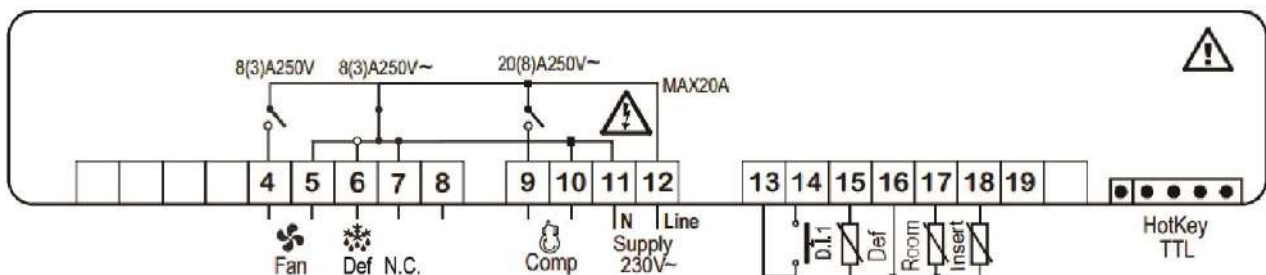 8(3)A250V 8(3)A250V~ 20(8)A250V~
MAX20A
4 5 6 7 8 9 10 11 12 13 14 15 16 17 18 19
N Line
Fan Def N.C. Comp Supply
230V~
D.I.1 Def Room Insert
HotKey
TTL